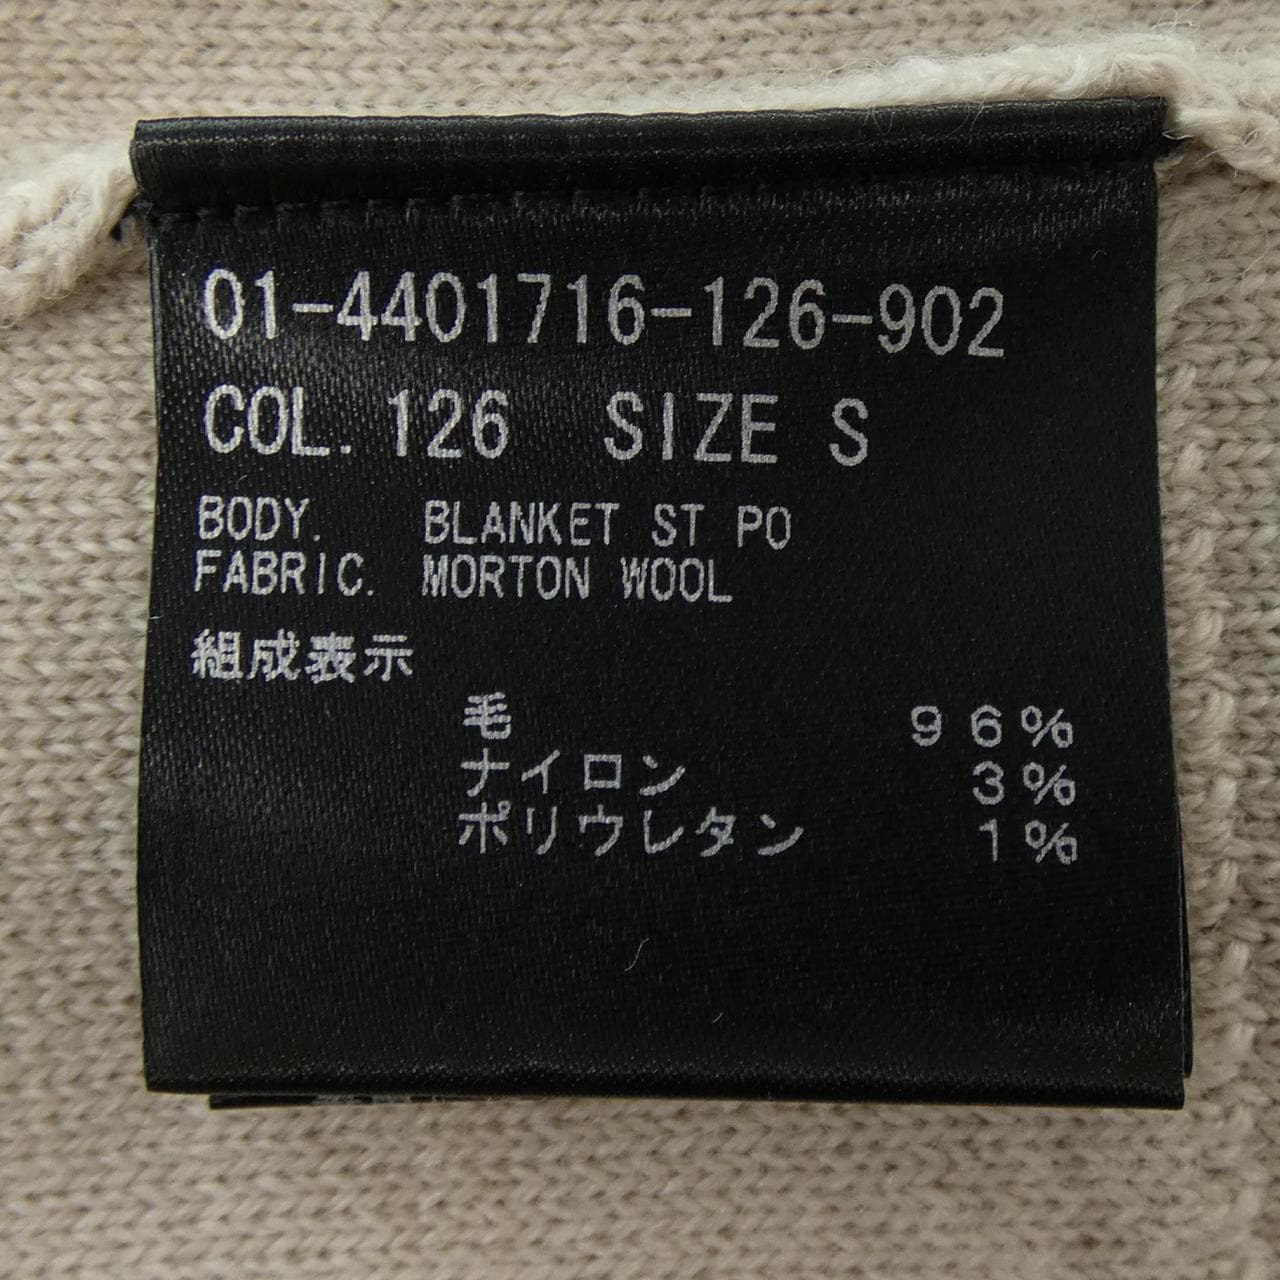 01-4401716-126-902
COL. 126 SIZE S
BODY. BLANKET ST PO
FABRIC. MORTON WOOL
組成表示
毛 96%
ナイロン 3%
ポリウレタン 1%